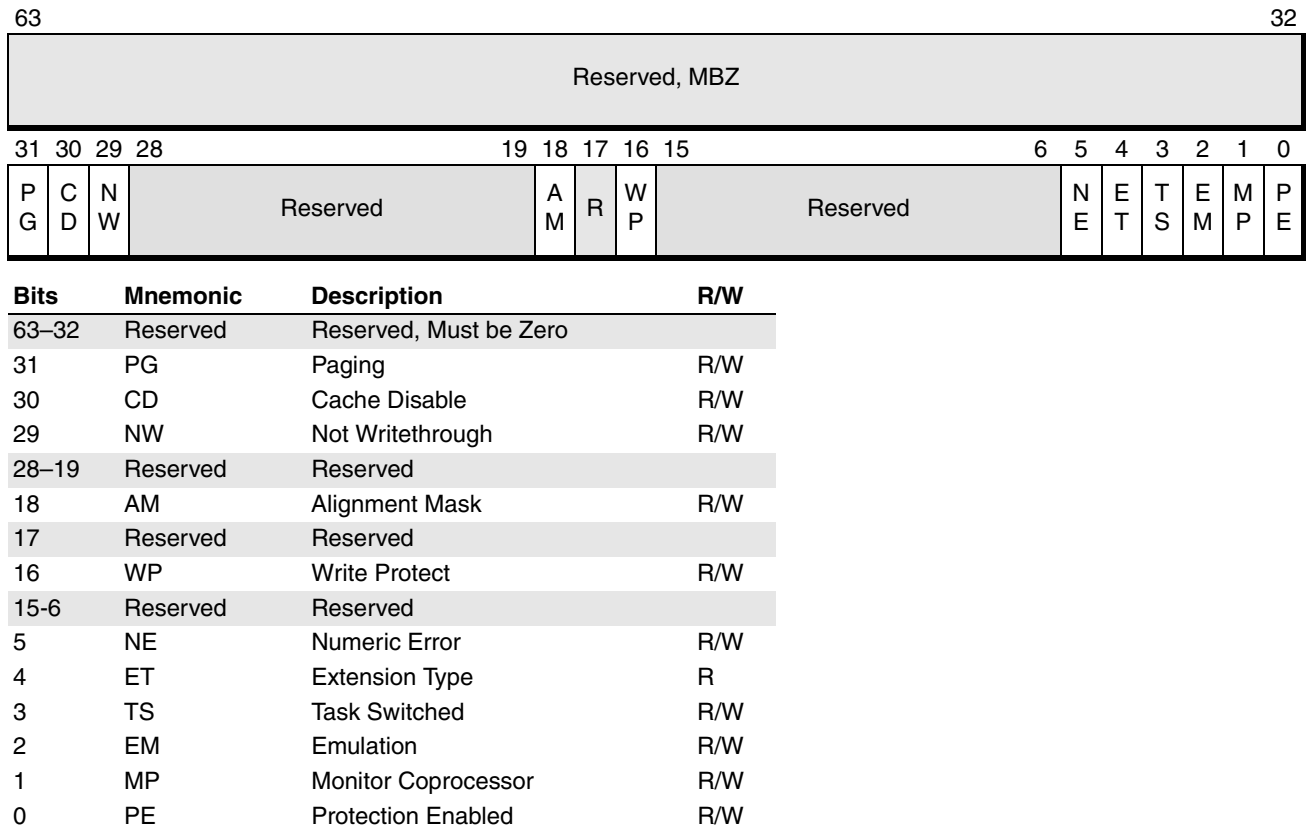 63 32
Reserved, MBZ
31 30 29 28 19 18 17 16 15 6 5 4 3 2 1 0
P C N A W N E T E M P
Reserved R Reserved
G D W M P E T S M P E
Bits Mnemonic Description R/W
63–32 Reserved Reserved, Must be Zero
31 PG Paging R/W
30 CD Cache Disable R/W
29 NW Not Writethrough R/W
28–19 Reserved Reserved
18 AM Alignment Mask R/W
17 Reserved Reserved
16 WP Write Protect R/W
15-6 Reserved Reserved
5 NE Numeric Error R/W
4 ET Extension Type R
3 TS Task Switched R/W
2 EM Emulation R/W
1 MP Monitor Coprocessor R/W
0 PE Protection Enabled R/W